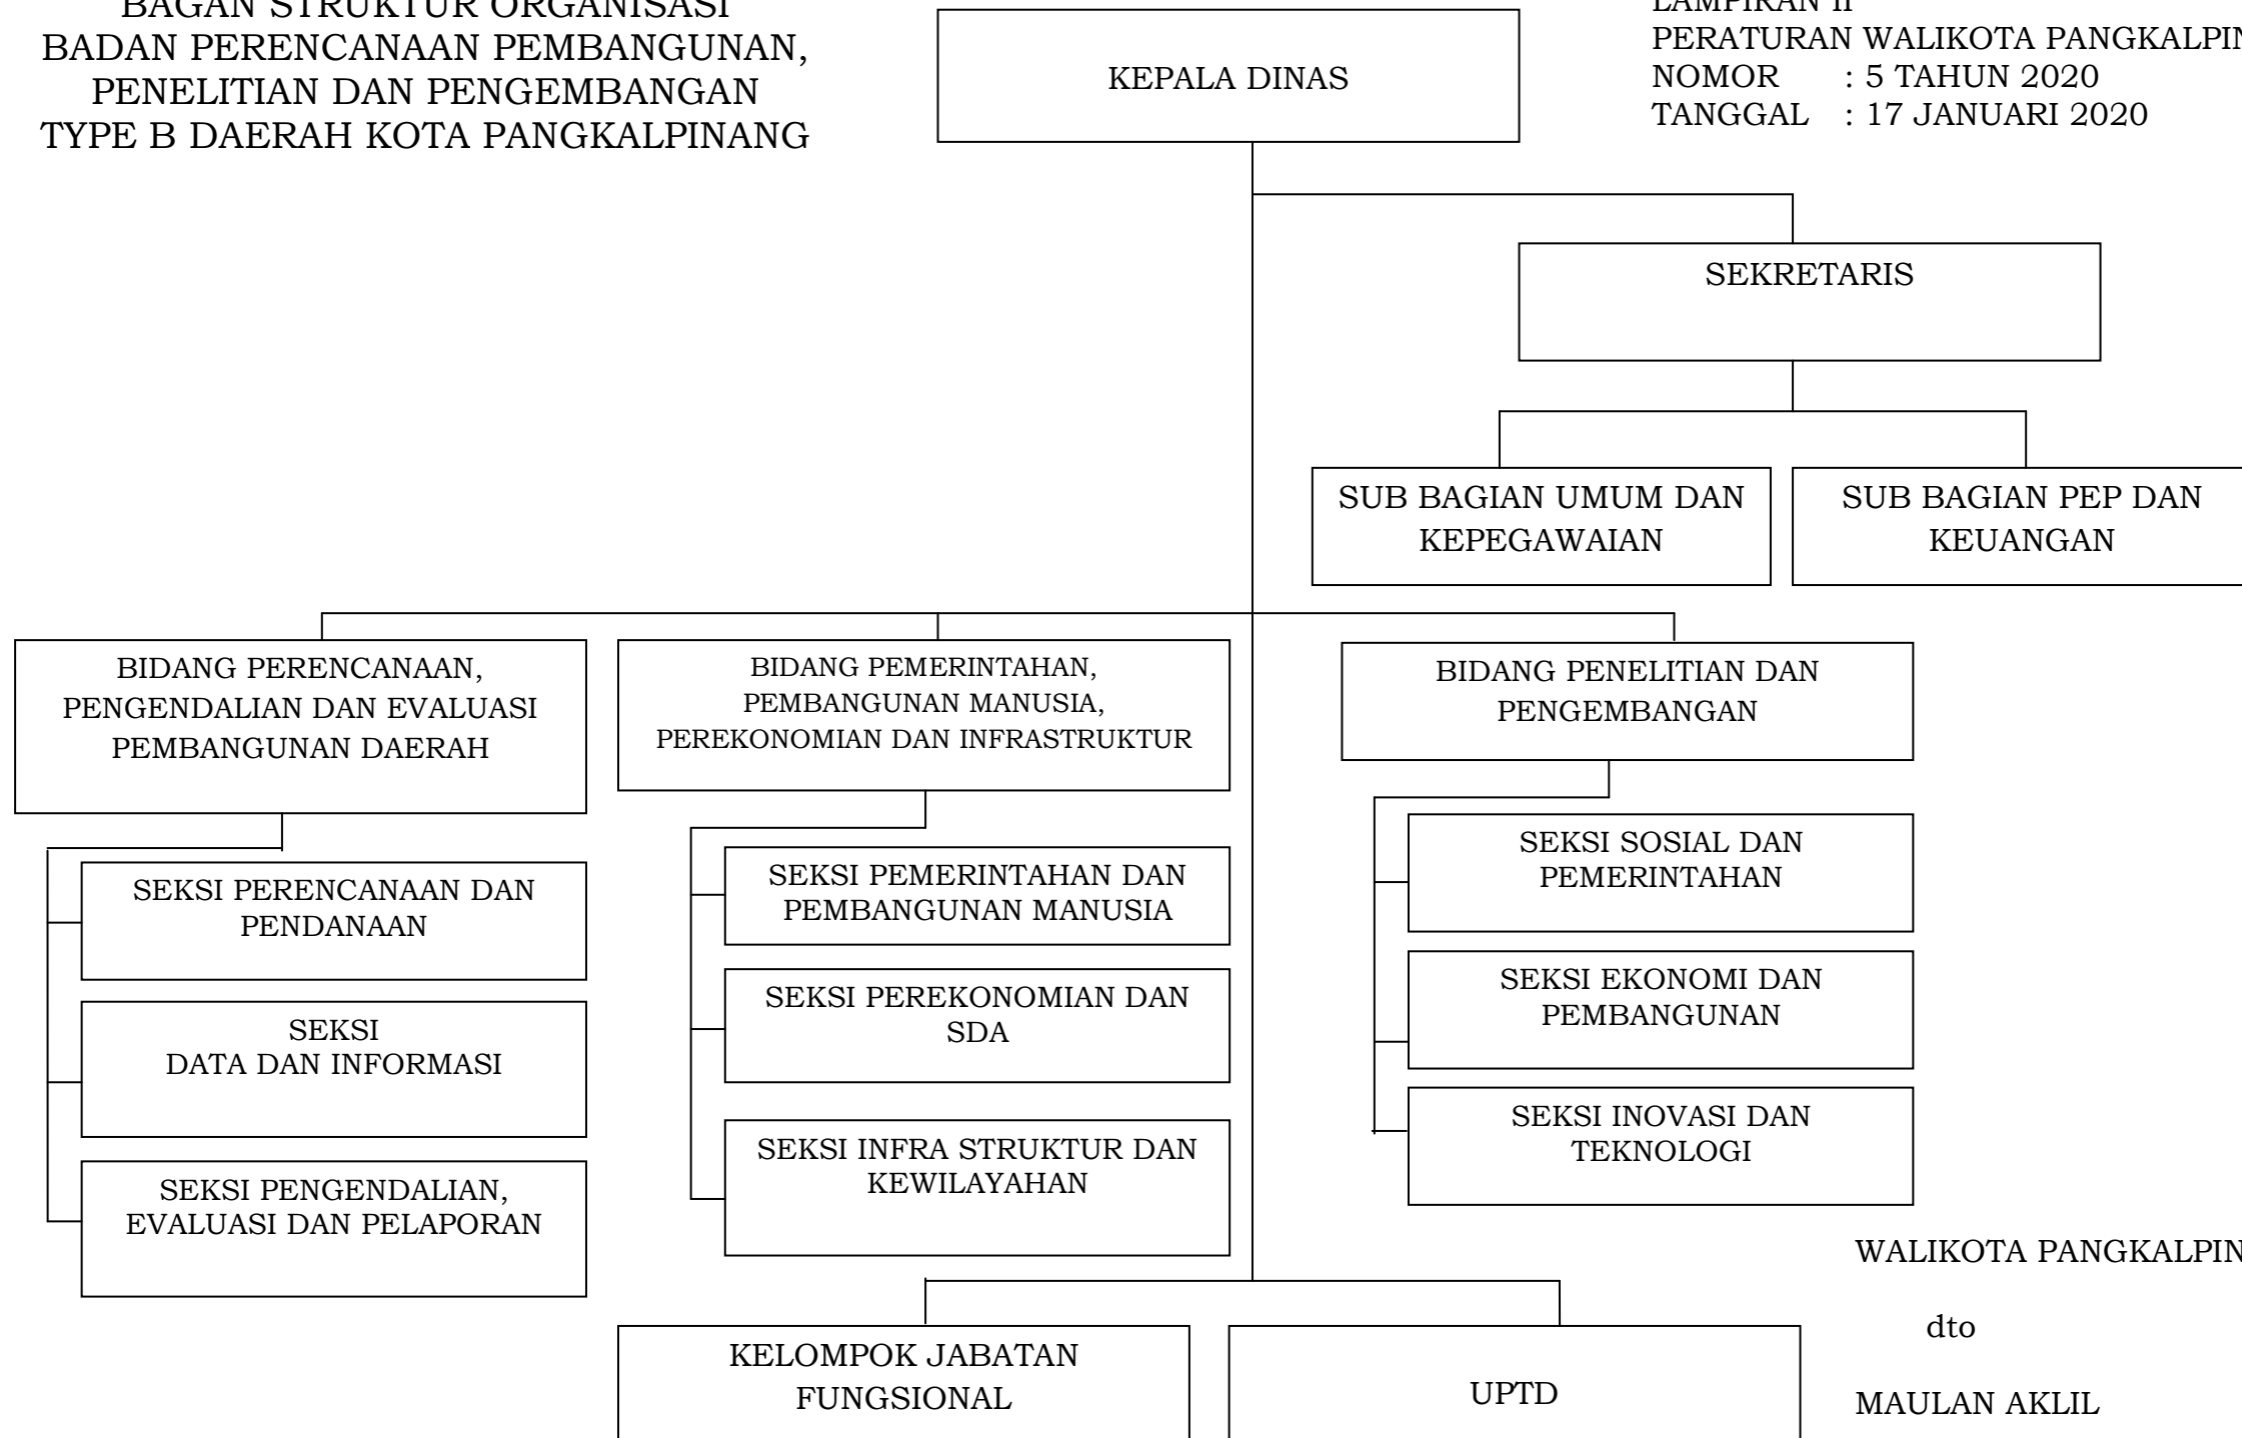 BAGAN STRUKTUR ORGANISASI
BADAN PERENCANAAN PEMBANGUNAN,
PENELITIAN DAN PENGEMBANGAN
TYPE B DAERAH KOTA PANGKALPINANG
KEPALA DINAS
LAMPIRAN II
PERATURAN WALIKOTA PANGKALPIN
NOMOR : 5 TAHUN 2020
TANGGAL : 17 JANUARI 2020
SEKRETARIS
SUB BAGIAN UMUM DAN
KEPEGAWAIAN
SUB BAGIAN PEP DAN
KEUANGAN
BIDANG PERENCANAAN,
PENGENDALIAN DAN EVALUASI
PEMBANGUNAN DAERAH
SEKSI PERENCANAAN DAN
PENDANAAN
SEKSI
DATA DAN INFORMASI
SEKSI PENGENDALIAN,
EVALUASI DAN PELAPORAN
BIDANG PEMERINTAHAN,
PEMBANGUNAN MANUSIA,
PEREKONOMIAN DAN INFRASTRUKTUR
SEKSI PEMERINTAHAN DAN
PEMBANGUNAN MANUSIA
SEKSI PEREKONOMIAN DAN
SDA
SEKSI INFRA STRUKTUR DAN
KEWILAYAHAN
BIDANG PENELITIAN DAN
PENGEMBANGAN
SEKSI SOSIAL DAN
PEMERINTAHAN
SEKSI EKONOMI DAN
PEMBANGUNAN
SEKSI INOVASI DAN
TEKNOLOGI
KELOMPOK JABATAN
FUNGSIONAL
UPTD
WALIKOTA PANGKALPIN
dto
MAULAN AKLIL